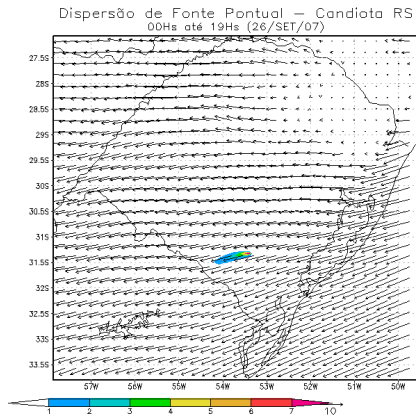 Dispersão de Fonte Pontual – Candiota RS
00Hs até 19Hs (26/SET/07)
27.5S
28S
28.5S
29S
29.5S
30S
30.5S
31S
31.5S
32S
32.5S
33S
33.5S
57W 56W 55W 54W 53W 52W 51W 50W
1 2 3 4 5 6 7 10